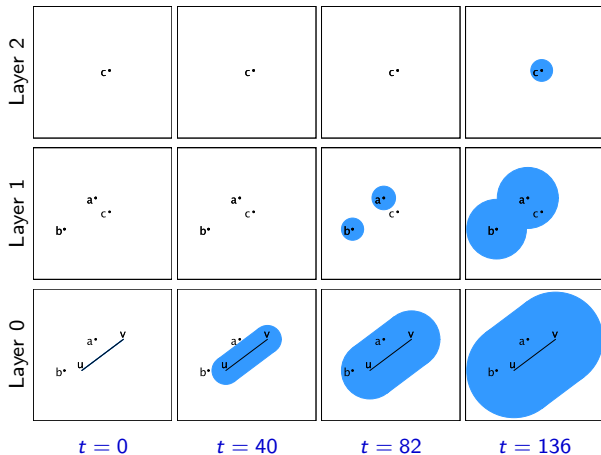 Layer 2
c
c
c
c
Layer 1
a
c
b
a
c
b
a
c
b
a
c
b
Layer 0
v
a
u
b
v
a
u
b
v
a
u
b
v
a
u
b
t = 0
t = 40
t = 82
t = 136